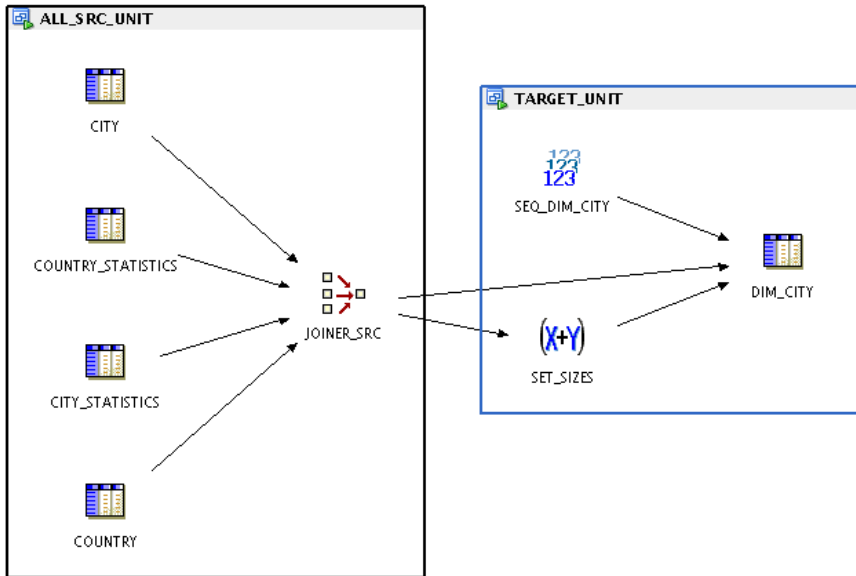 ALL_SRC_UNIT
CITY
COUNTRY_STATISTICS
JOINER_SRC
CITY_STATISTICS
COUNTRY
TARGET_UNIT
123
123
123
SEQ_DIM_CITY
DIM_CITY
(X+Y)
SET_SIZES